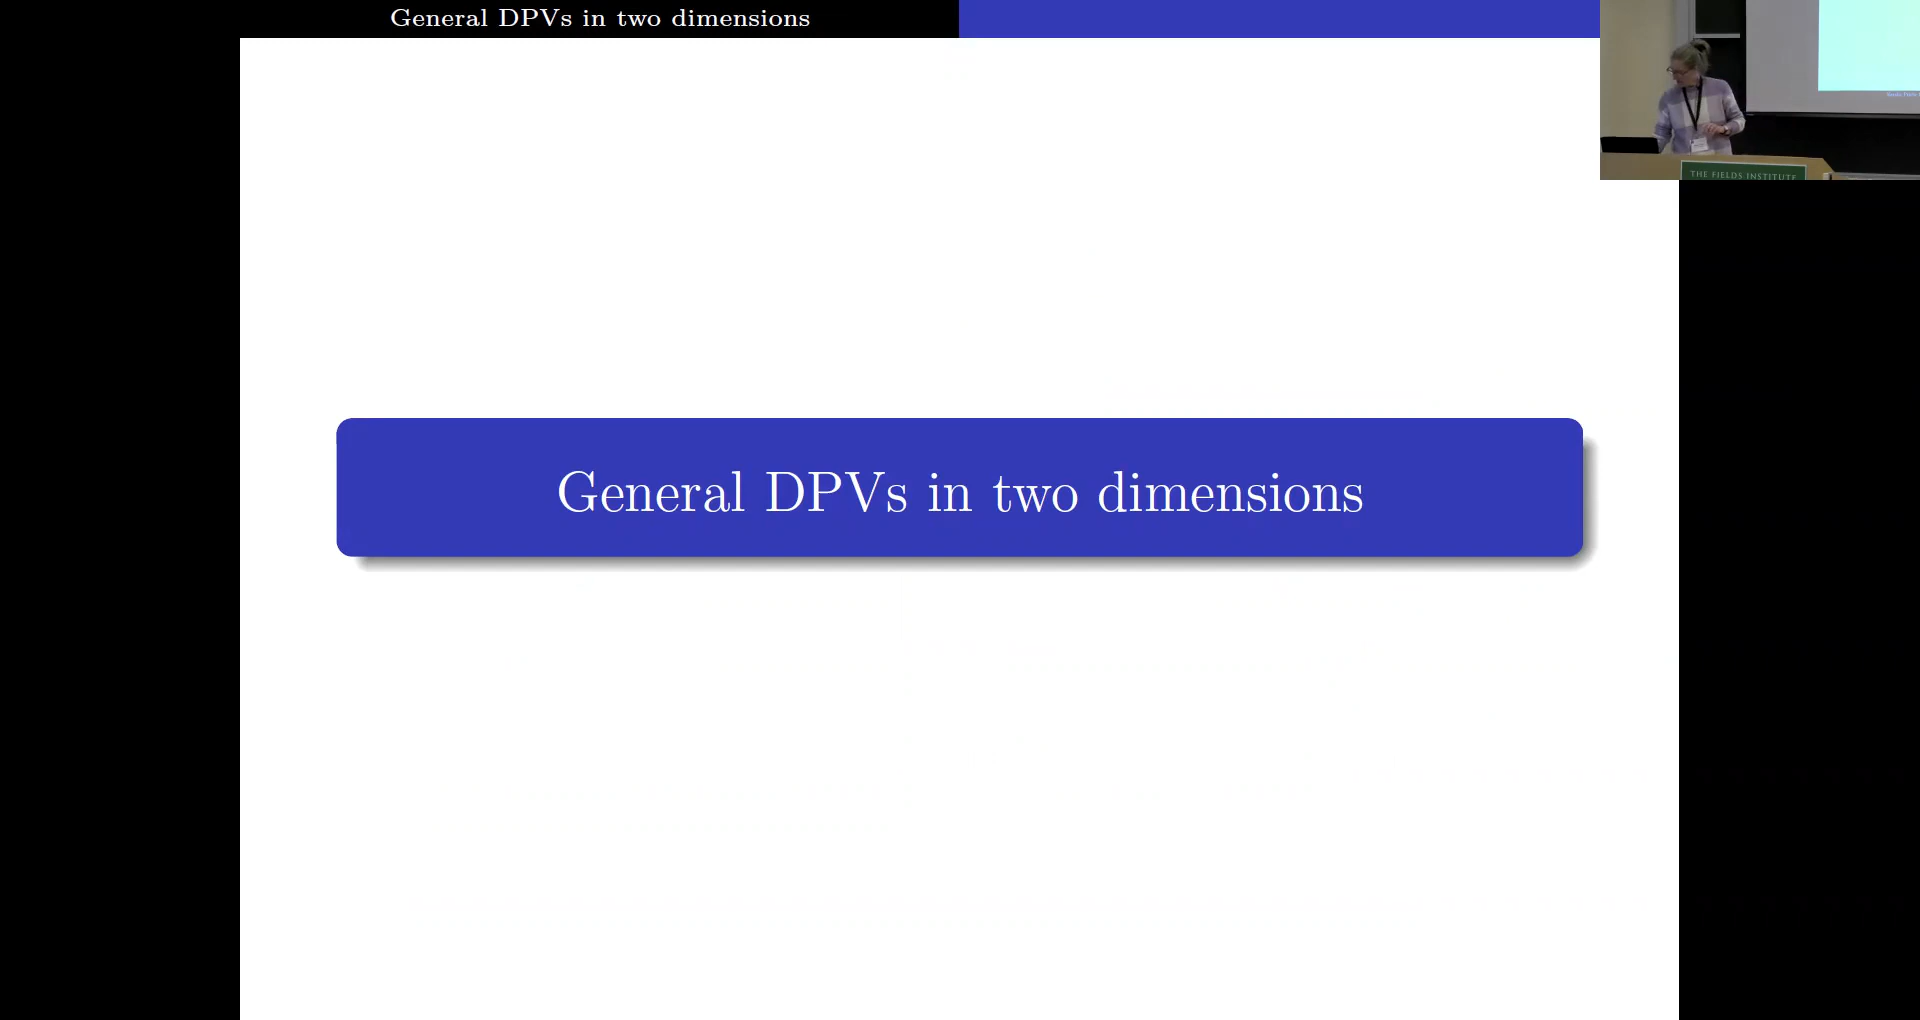 General DPVs in two dimensions
THE FIELDS INSTITUTE
General DPVs in two dimensions